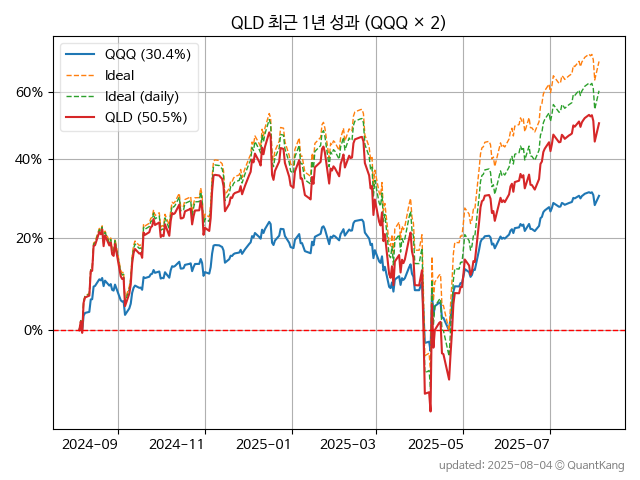 QLD 최근 1년 성과 (QQQ × 2)
QQQ (30.4%)
Ideal
Ideal (daily)
QLD (50.5%)
60%
40%
20%
0%
2024-09 2024-11 2025-01 2025-03 2025-05 2025-07
updated: 2025-08-04 © QuantKang